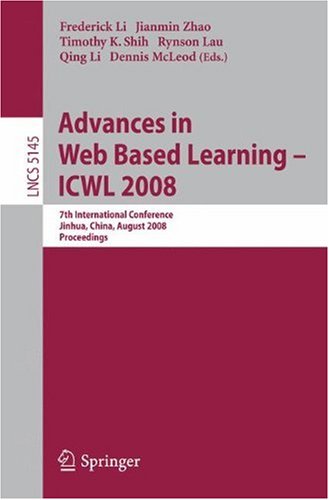 Frederick Li   Jianmin Zhao
Timothy K. Shih   Rynson Lau
Qing Li   Dennis McLeod (Eds.)
LNCS 5145
Advances in
Web Based Learning –
ICWL 2008
7th International Conference
Jinhua, China, August 2008
Proceedings
Springer